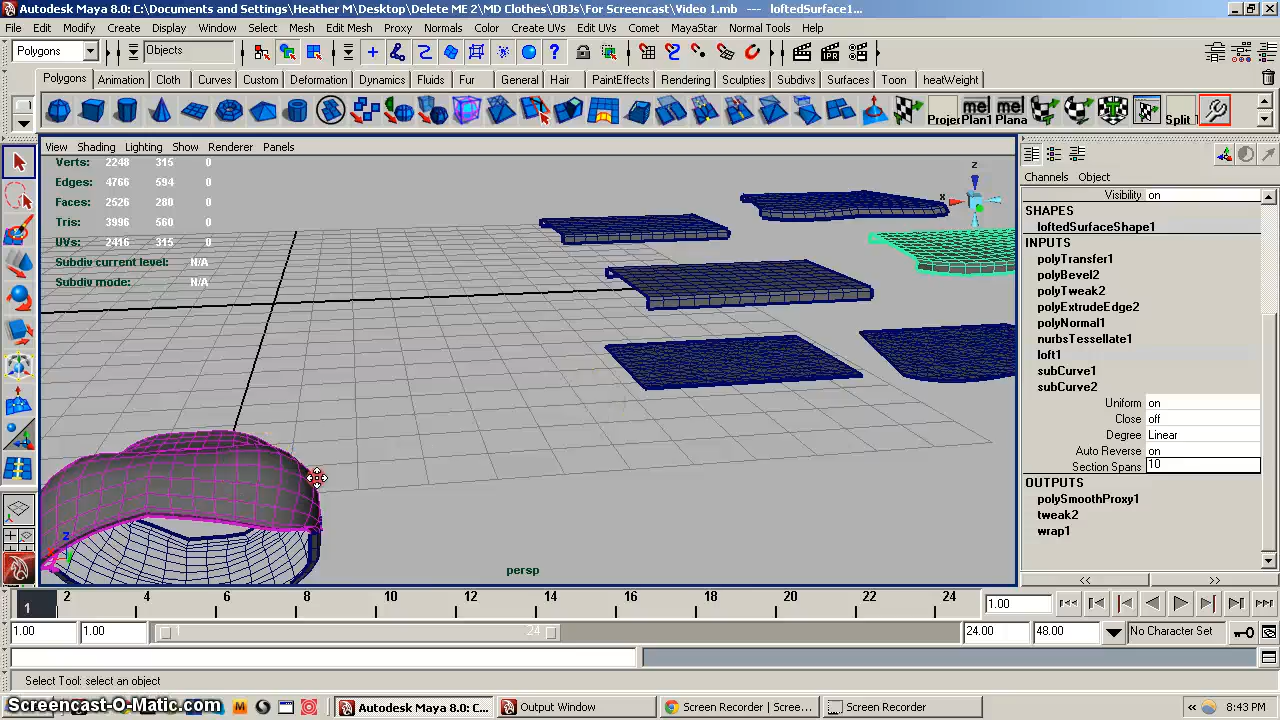 Autodesk Maya 8.0: C:\Documents and Settings\Heather M\Desktop\Delete ME 2\MD Clothes\OBJs\For Screencast\Video 1.mb --- loftedSurface1...
File Edit Modify Create Display Window Select Mesh Edit Mesh Proxy Normals Color Create UVs Edit UVs Comet MayaStar Normal Tools Help
Polygons Objects
Polygons Animation Cloth Curves Custom Deformation Dynamics Fluids Fur General Hair PaintEffects Rendering Sculpties Subdivs Surfaces Toon heatWeight
Projec Plan1 Plana Split_1
View Shading Lighting Show Renderer Panels
Verts: 2248 315 0
Edges: 4766 594 0
Faces: 2526 280 0
Tris: 3996 560 0
UVs: 2416 315 0
Subdiv current level: N/A
Subdiv mode: N/A
z
x
z
persp
Channels Object
Visibility on
SHAPES
loftedSurfaceShape1
INPUTS
polyTransfer1
polyBevel2
polyTweak2
polyExtrudeEdge2
polyNormal1
nurbsTessellate1
loft1
subCurve1
subCurve2
Uniform on
Close off
Degree Linear
Auto Reverse on
Section Spans 10
OUTPUTS
polySmoothProxy1
tweak2
wrap1
<< >>
1 2 4 6 8 10 12 14 16 18 20 22 24 1.00
1.00 1.00 1 24 24.00 48.00 No Character Set
Select Tool: select an object
Screencast-O-Matic.com
Autodesk Maya 8.0: C:... Output Window Screen Recorder | Scree... Screen Recorder « 8:43 PM